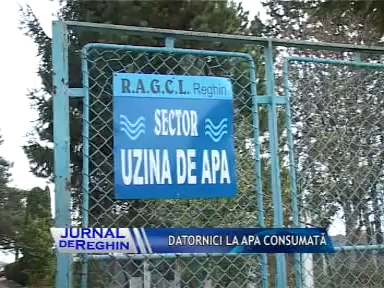 R.A.G.C.L. Reghin
SECTOR
UZINA DE APA
JURNAL
DE REGHIN
DATORNICI LA APA CONSUMATĂ